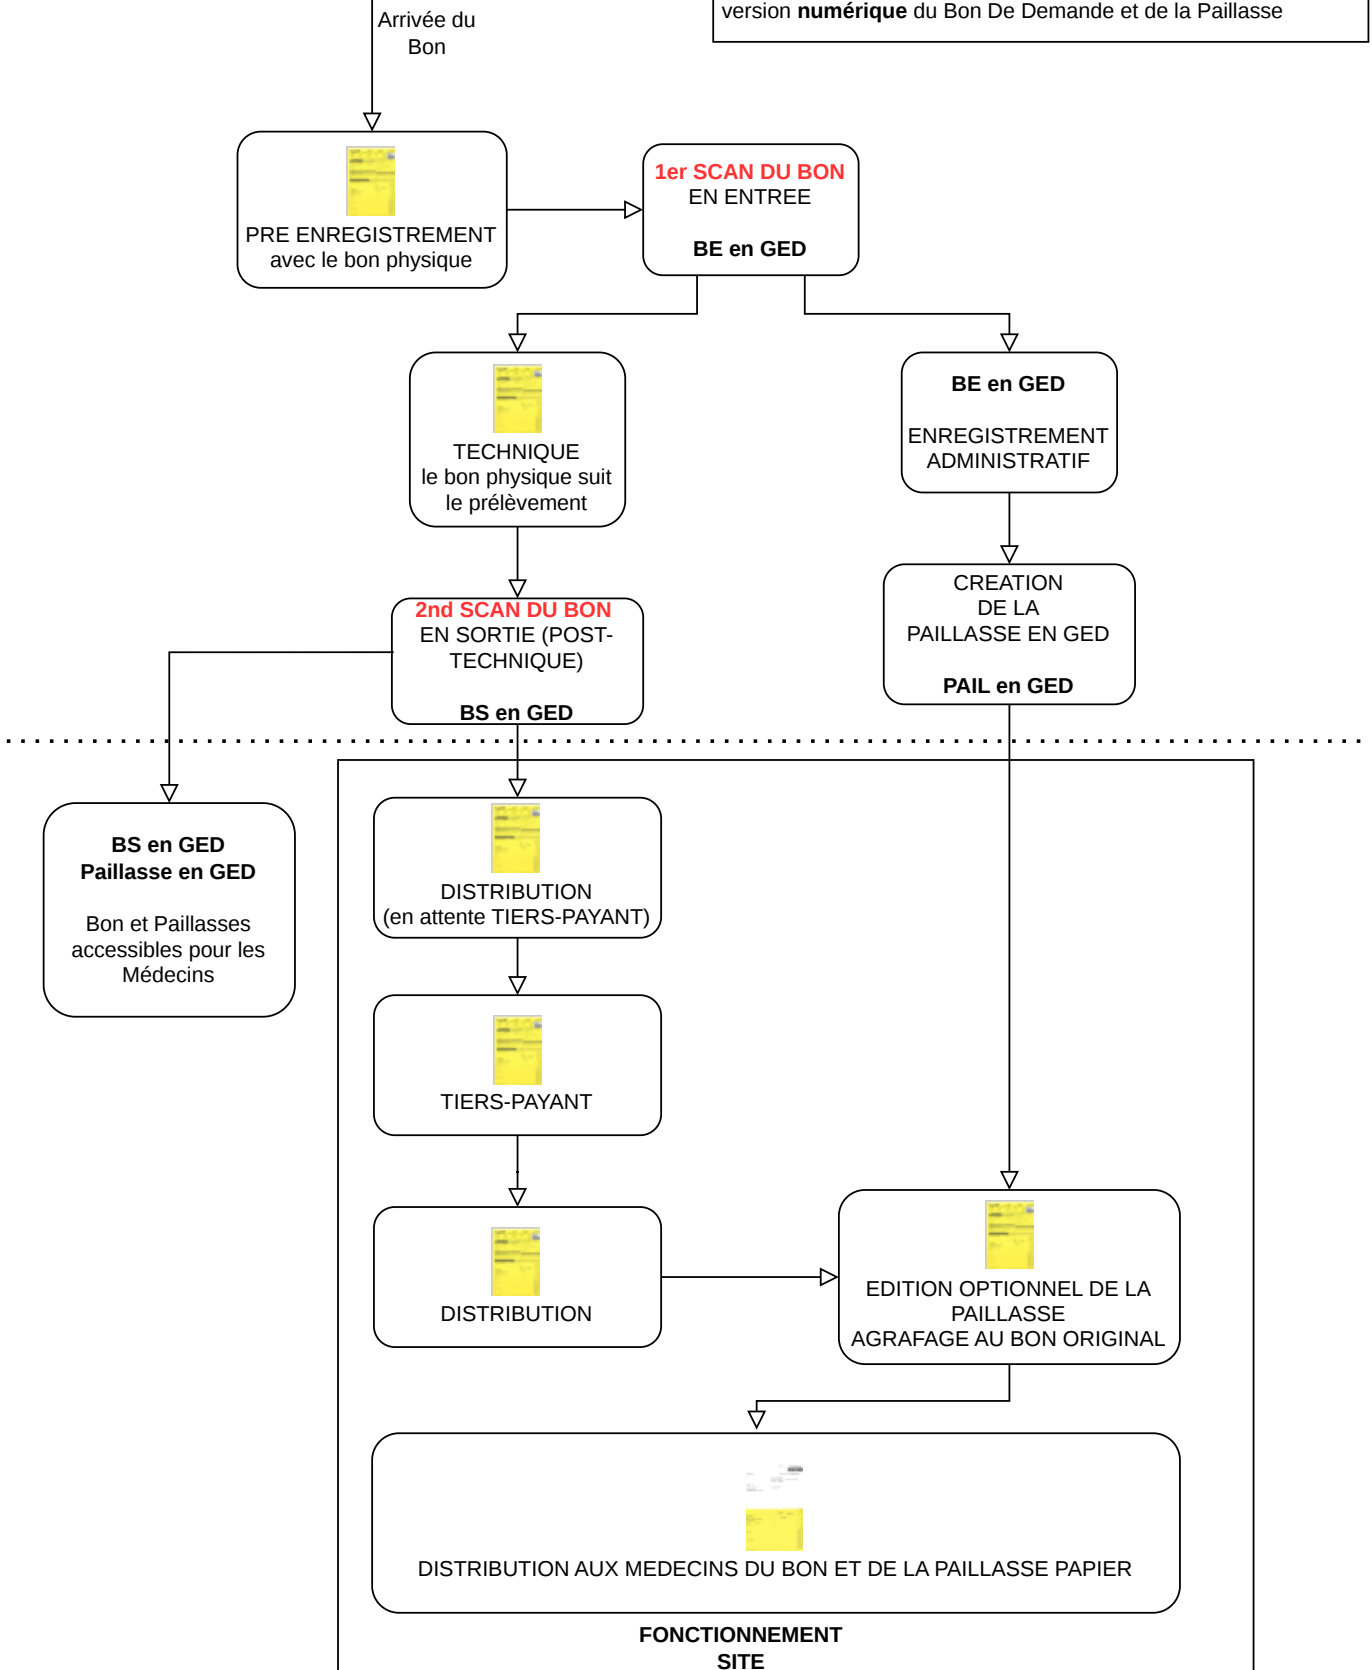 version numérique du Bon De Demande et de la Paillasse
Arrivée du
Bon
PRE ENREGISTREMENT
avec le bon physique
1er SCAN DU BON
EN ENTREE
BE en GED
TECHNIQUE
le bon physique suit
le prélèvement
BE en GED
ENREGISTREMENT
ADMINISTRATIF
2nd SCAN DU BON
EN SORTIE (POST-
TECHNIQUE)
BS en GED
CREATION
DE LA
PAILLASSE EN GED
PAIL en GED
BS en GED
Paillasse en GED
Bon et Paillasses
accessibles pour les
Médecins
DISTRIBUTION
(en attente TIERS-PAYANT)
TIERS-PAYANT
DISTRIBUTION
EDITION OPTIONNEL DE LA
PAILLASSE
AGRAFAGE AU BON ORIGINAL
DISTRIBUTION AUX MEDECINS DU BON ET DE LA PAILLASSE PAPIER
FONCTIONNEMENT
SITE